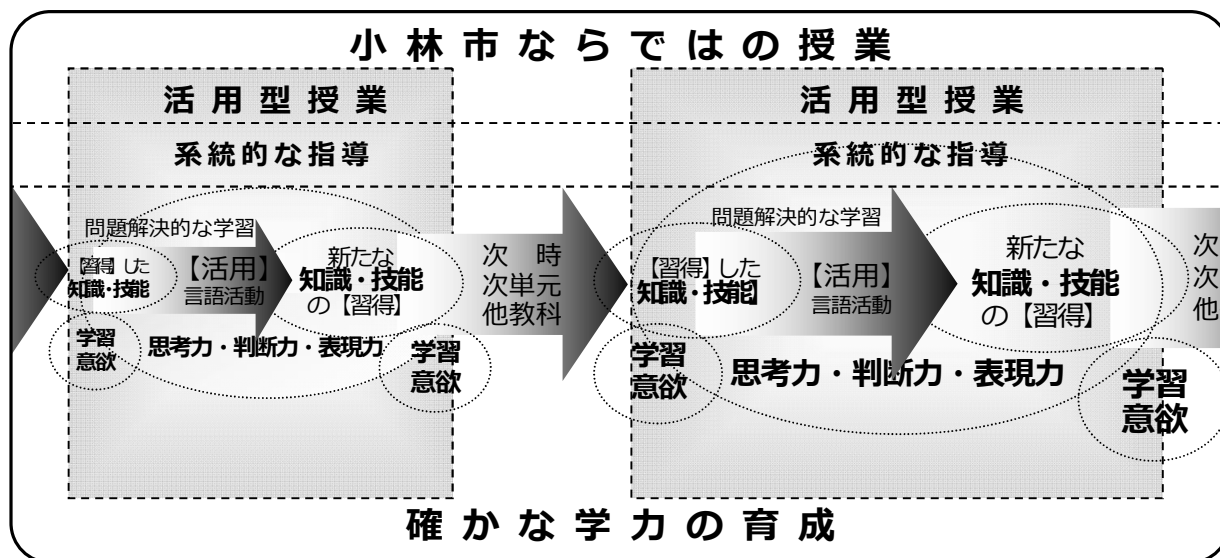 小林市ならではの授業
活用型授業
系統的な指導
問題解決的な学習
【習得】した
知識・技能
【活用】
言語活動
新たな
知識・技能
の【習得】
学習
意欲
思考力・判断力・表現力
学習
意欲
次　時
次単元
他教科
活用型授業
系統的な指導
問題解決的な学習
【習得】した
知識・技能】
【活用】
言語活動
新たな
知識・技能
の【習得】
学習
意欲
思考力・判断力・表現力
学習
意欲
次
次
他
確かな学力の育成